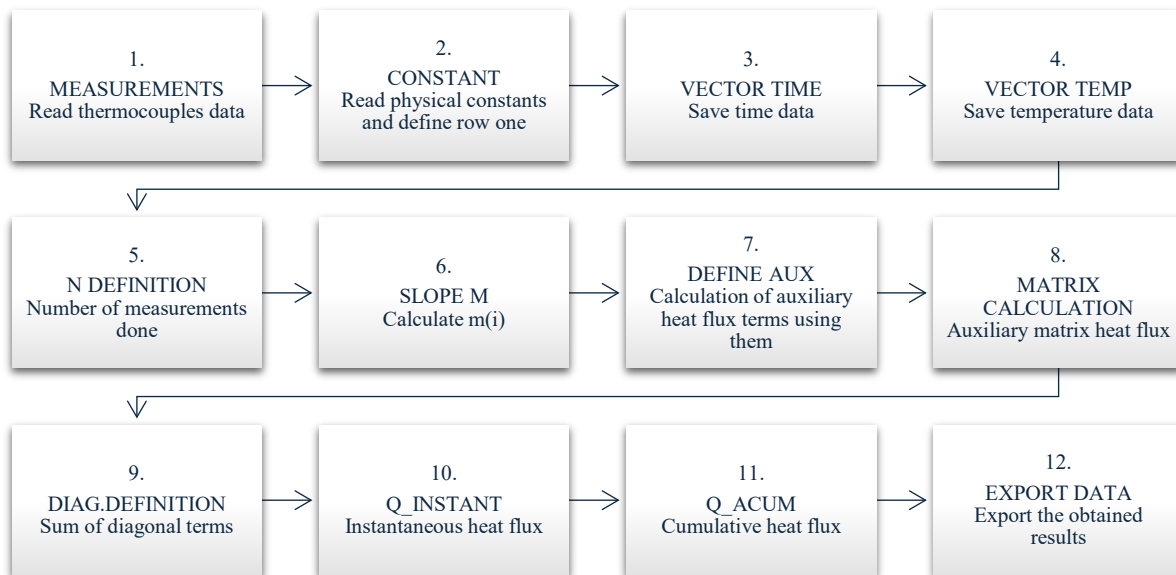 1.
MEASUREMENTS
Read thermocouples data
2.
CONSTANT
Read physical constants
and define row one
3.
VECTOR TIME
Save time data
4.
VECTOR TEMP
Save temperature data
5.
N DEFINITION
Number of measurements
done
6.
SLOPE M
Calculate m(i)
7.
DEFINE AUX
Calculation of auxiliary
heat flux terms using
them
8.
MATRIX
CALCULATION
Auxiliary matrix heat flux
9.
DIAG.DEFINITION
Sum of diagonal terms
10.
Q_INSTANT
Instantaneous heat flux
11.
Q_ACUM
Cumulative heat flux
12.
EXPORT DATA
Export the obtained
results